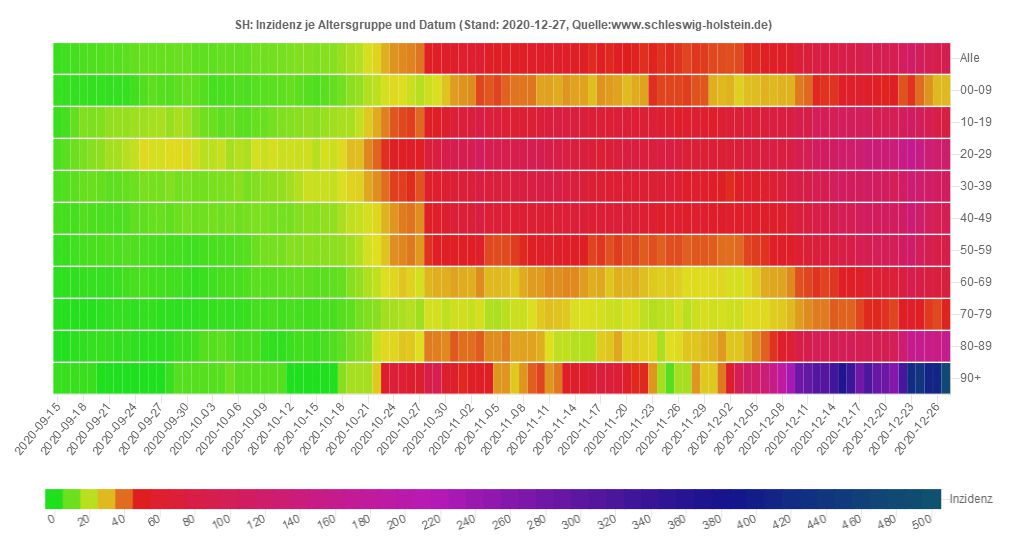 SH: Inzidenz je Altersgruppe und Datum (Stand: 2020-12-27, Quelle:www.schleswig-holstein.de)
Alle
00-09
10-19
20-29
30-39
40-49
50-59
60-69
70-79
80-89
90+
2020-09-15 2020-09-18 2020-09-21 2020-09-24 2020-09-27 2020-09-30 2020-10-03 2020-10-06 2020-10-09 2020-10-12 2020-10-15 2020-10-18 2020-10-21 2020-10-24 2020-10-27 2020-10-30 2020-11-02 2020-11-05 2020-11-08 2020-11-11 2020-11-14 2020-11-17 2020-11-20 2020-11-23 2020-11-26 2020-11-29 2020-12-02 2020-12-05 2020-12-08 2020-12-11 2020-12-14 2020-12-17 2020-12-20 2020-12-23 2020-12-26
Inzidenz
0 20 40 60 80 100 120 140 160 180 200 220 240 260 280 300 320 340 360 380 400 420 440 460 480 500